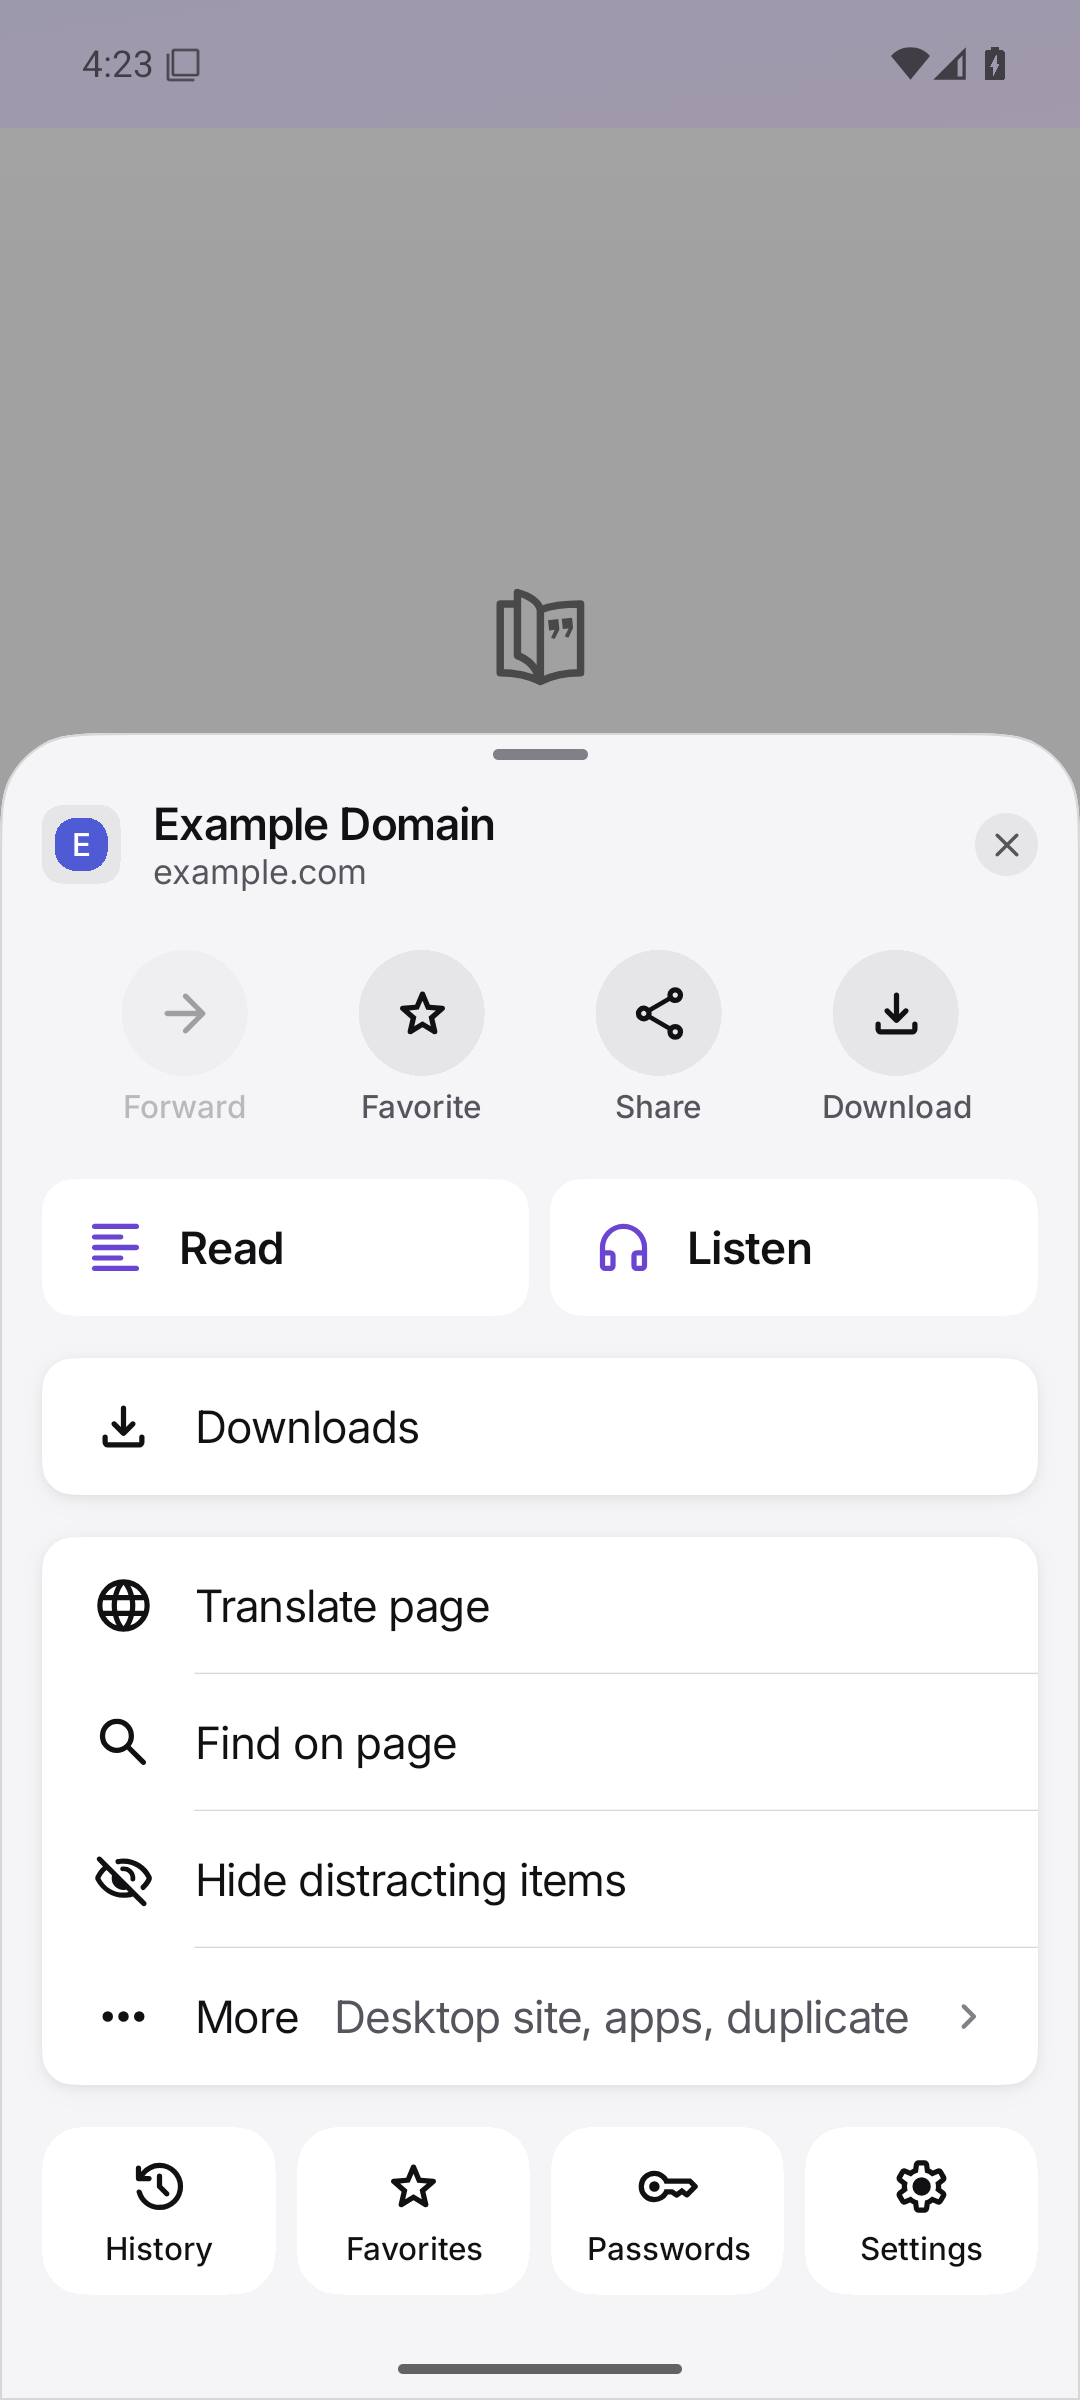 4:23
E
Example Domain
example.com
Forward
Favorite
Share
Download
Read
Listen
Downloads
Translate page
Find on page
Hide distracting items
More Desktop site, apps, duplicate
History
Favorites
Passwords
Settings